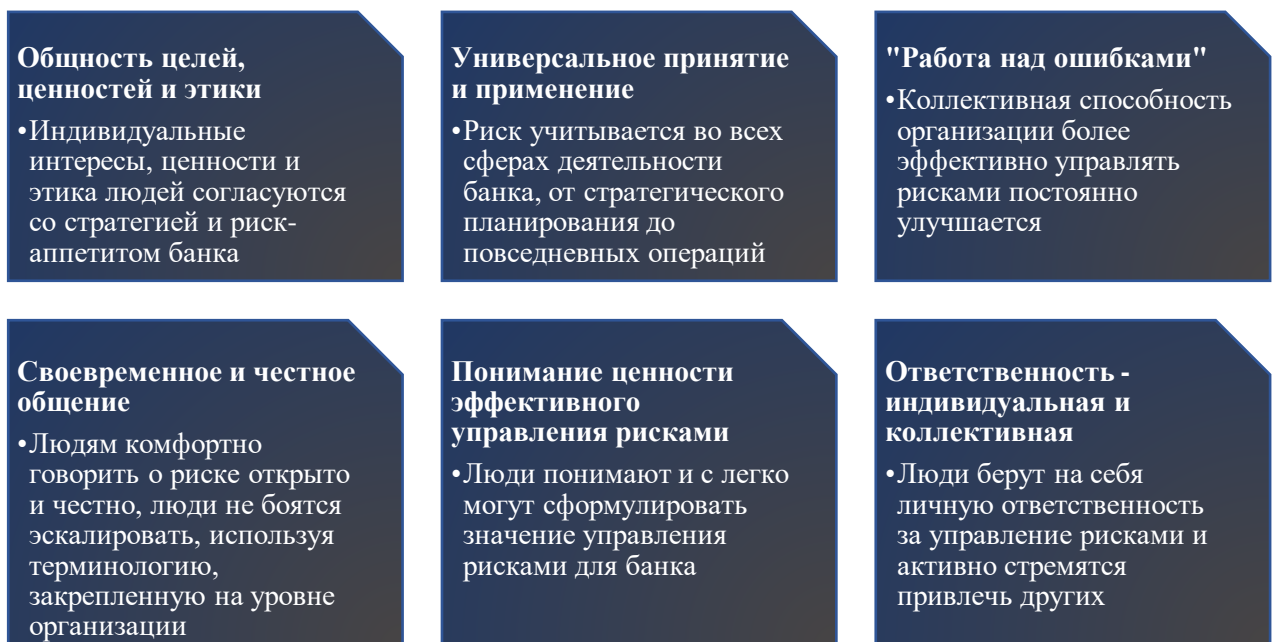 Общность целей,
ценностей и этики
•Индивидуальные
интересы, ценности и
этика людей согласуются
со стратегией и риск-
аппетитом банка
Универсальное принятие
и применение
•Риск учитывается во всех
сферах деятельности
банка, от стратегического
планирования до
повседневных операций
"Работа над ошибками"
•Коллективная способность
организации более
эффективно управлять
рисками постоянно
улучшается
Своевременное и честное
общение
•Людям комфортно
говорить о риске открыто
и честно, люди не боятся
эскалировать, используя
терминологию,
закрепленную на уровне
организации
Понимание ценности
эффективного
управления рисками
•Люди понимают и с легко
могут сформулировать
значение управления
рисками для банка
Ответственность -
индивидуальная и
коллективная
•Люди берут на себя
личную ответственность
за управление рисками и
активно стремятся
привлечь других